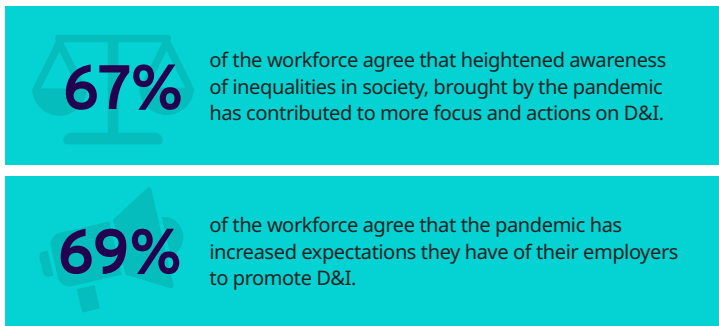 67%
of the workforce agree that heightened awareness
of inequalities in society, brought by the pandemic
has contributed to more focus and actions on D&I.
69%
of the workforce agree that the pandemic has
increased expectations they have of their employers
to promote D&I.